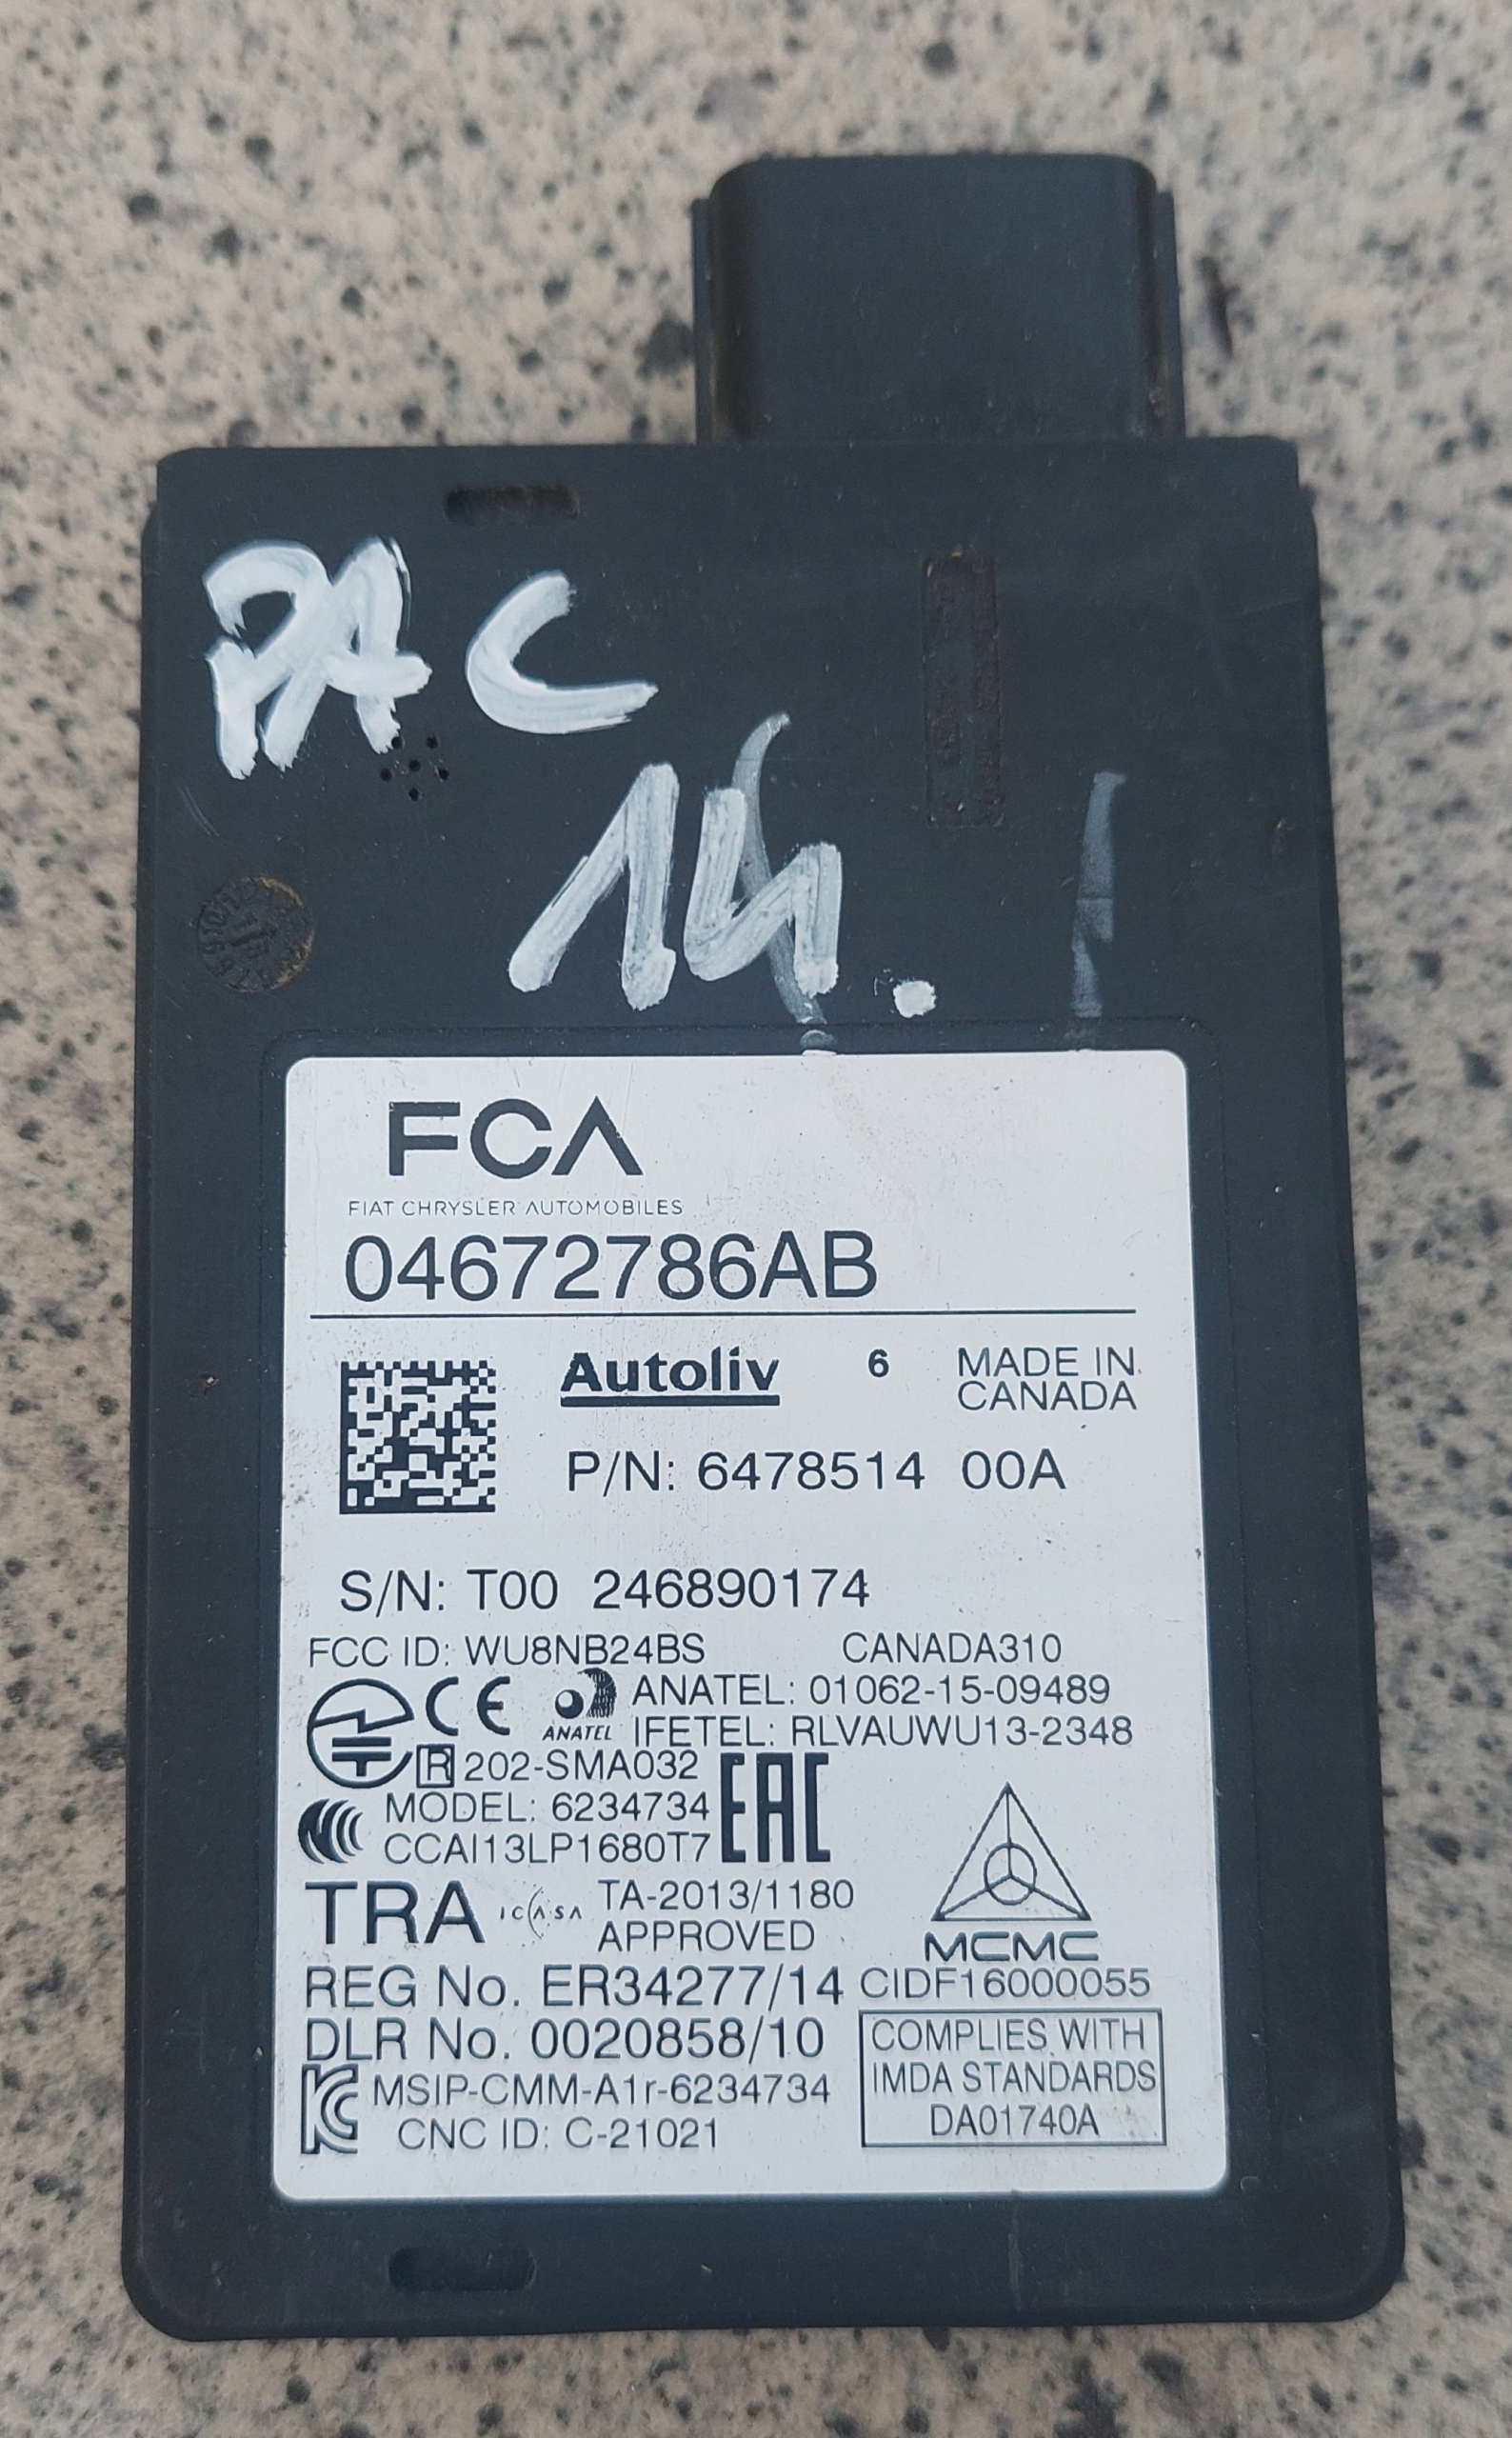 PAC
14.
FCA
FIAT CHRYSLER AUTOMOBILES
04672786AB
Autoliv 6 MADE IN
CANADA
P/N: 6478514 00A
S/N: T00 246890174
FCC ID: WU8NB24BS CANADA310
CE ANATEL ANATEL: 01062-15-09489
IFETEL: RLVAUWU13-2348
R 202-SMA032 EAC
MODEL: 6234734
CCAI13LP1680T7
TRA ICASA TA-2013/1180
APPROVED
MCMC
REG No. ER34277/14 CIDF16000055
DLR No. 0020858/10
COMPLIES WITH
IMDA STANDARDS
DA01740A
MSIP-CMM-A1r-6234734
CNC ID: C-21021